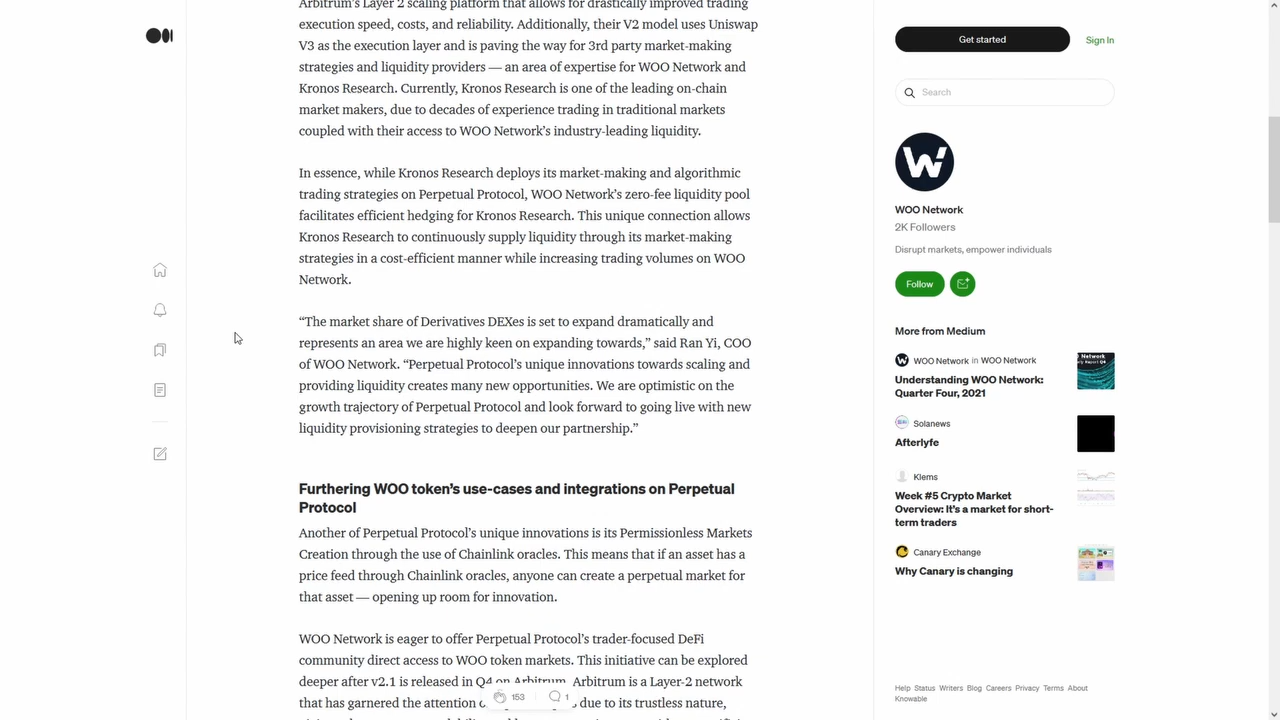 Arbitrum's Layer 2 scaling platform that allows for drastically improved trading
execution speed, costs, and reliability. Additionally, their V2 model uses Uniswap
V3 as the execution layer and is paving the way for 3rd party market-making
strategies and liquidity providers — an area of expertise for WOO Network and
Kronos Research. Currently, Kronos Research is one of the leading on-chain
market makers, due to decades of experience trading in traditional markets
coupled with their access to WOO Network's industry-leading liquidity.
In essence, while Kronos Research deploys its market-making and algorithmic
trading strategies on Perpetual Protocol, WOO Network's zero-fee liquidity pool
facilitates efficient hedging for Kronos Research. This unique connection allows
Kronos Research to continuously supply liquidity through its market-making
strategies in a cost-efficient manner while increasing trading volumes on WOO
Network.
“The market share of Derivatives DEXes is set to expand dramatically and
represents an area we are highly keen on expanding towards,” said Ran Yi, COO
of WOO Network. “Perpetual Protocol's unique innovations towards scaling and
providing liquidity creates many new opportunities. We are optimistic on the
growth trajectory of Perpetual Protocol and look forward to going live with new
liquidity provisioning strategies to deepen our partnership.”
Furthering WOO token's use-cases and integrations on Perpetual
Protocol
Another of Perpetual Protocol's unique innovations is its Permissionless Markets
Creation through the use of Chainlink oracles. This means that if an asset has a
price feed through Chainlink oracles, anyone can create a perpetual market for
that asset — opening up room for innovation.
WOO Network is eager to offer Perpetual Protocol's trader-focused DeFi
community direct access to WOO token markets. This initiative can be explored
deeper after v2.1 is released in Q4 on Arbitrum. Arbitrum is a Layer-2 network
that has garnered the attention of due to its trustless nature,
153 1
Get started Sign In
Search
WOO Network
2K Followers
Disrupt markets, empower individuals
Follow
More from Medium
WOO Network in WOO Network
Understanding WOO Network:
Quarter Four, 2021
Solanews
Afterlyfe
Klems
Week #5 Crypto Market
Overview: It's a market for short-
term traders
Canary Exchange
Why Canary is changing
Help Status Writers Blog Careers Privacy Terms About
Knowable